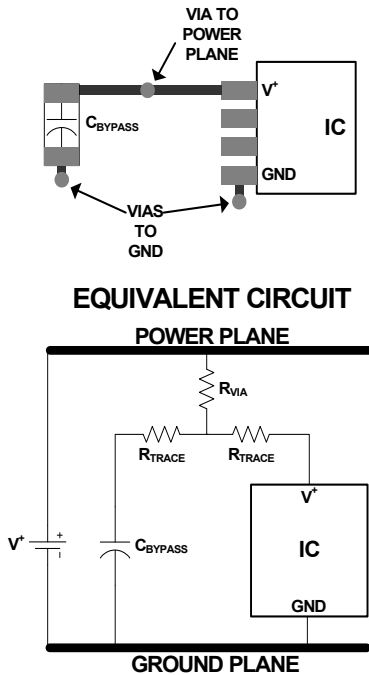 VIA TO
POWER
PLANE
V+
IC
CBYPASS
GND
VIAS
TO
GND
EQUIVALENT CIRCUIT
POWER PLANE
RVIA
RTRACE RTRACE
V+
V+ + -
CBYPASS
IC
GND
GROUND PLANE